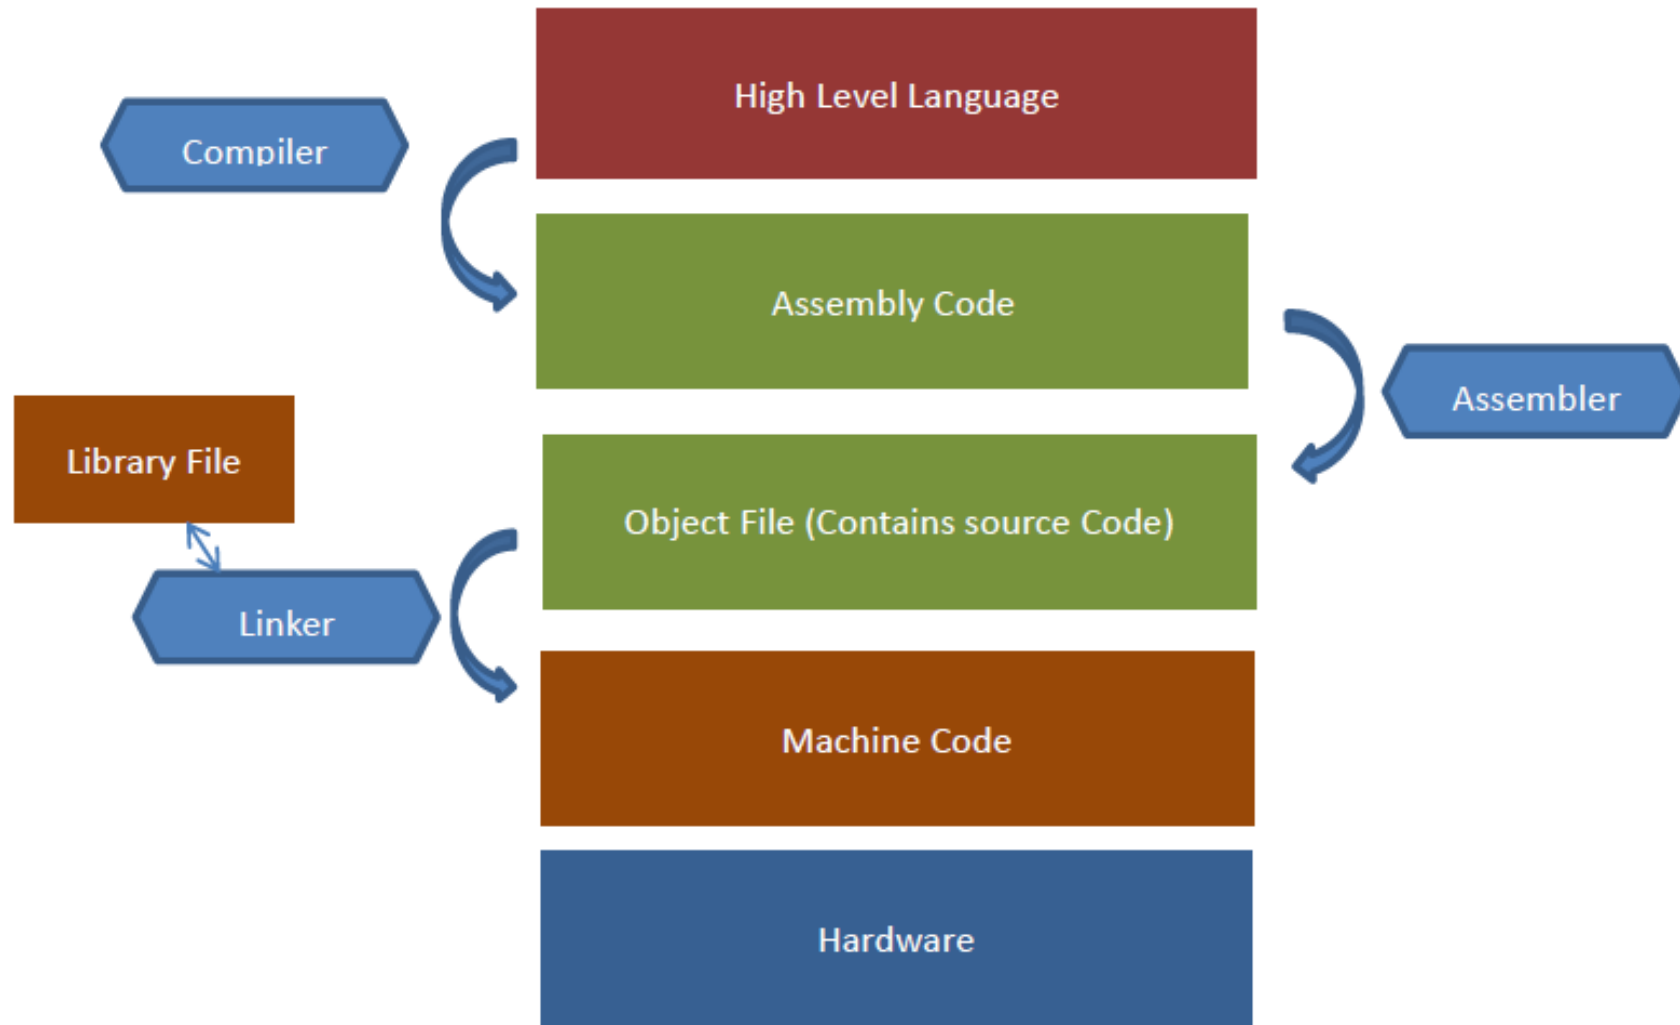 High Level Language
Compiler
Assembly Code
Assembler
Library File
Object File (Contains source Code)
Linker
Machine Code
Hardware